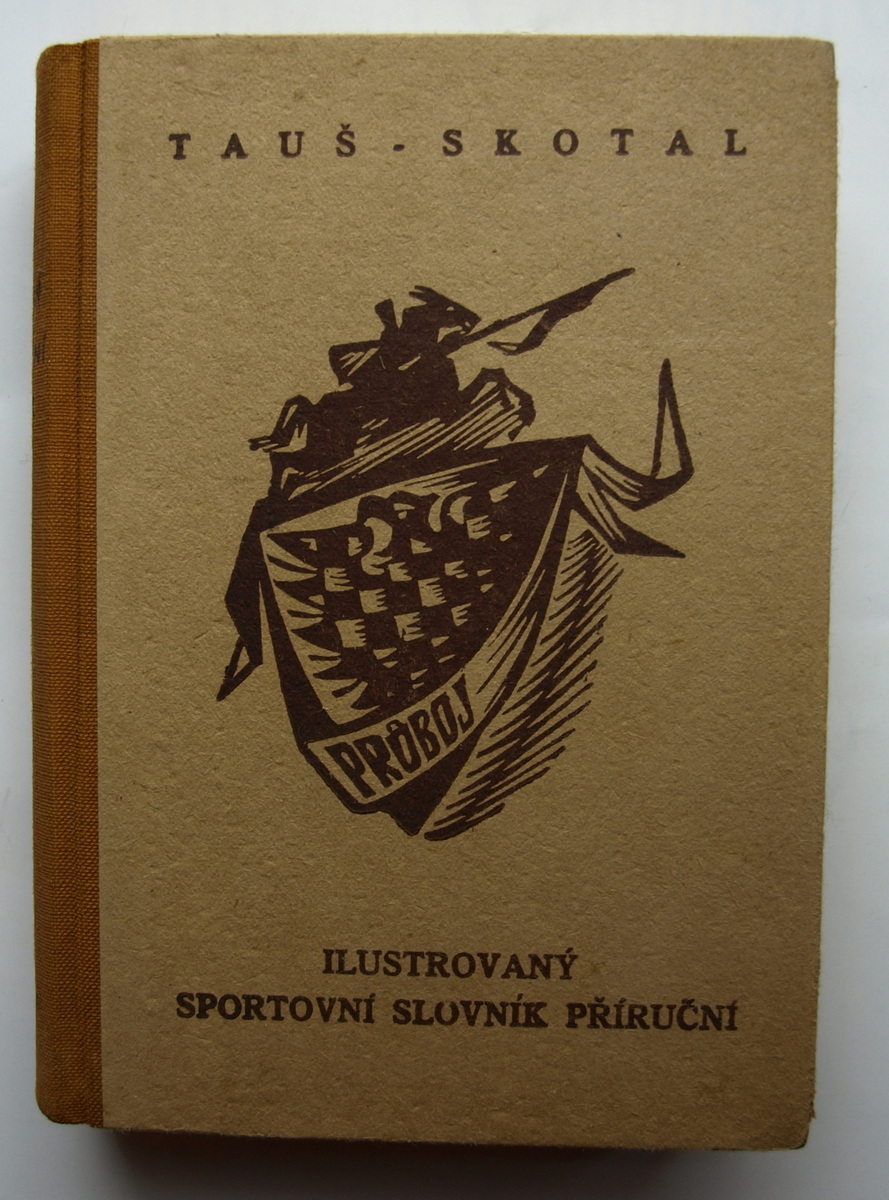 TAUŠ - SKOTAL
PRŮBOJ
ILUSTROVANÝ
SPORTOVNÍ SLOVNÍK PŘÍRUČNÍ